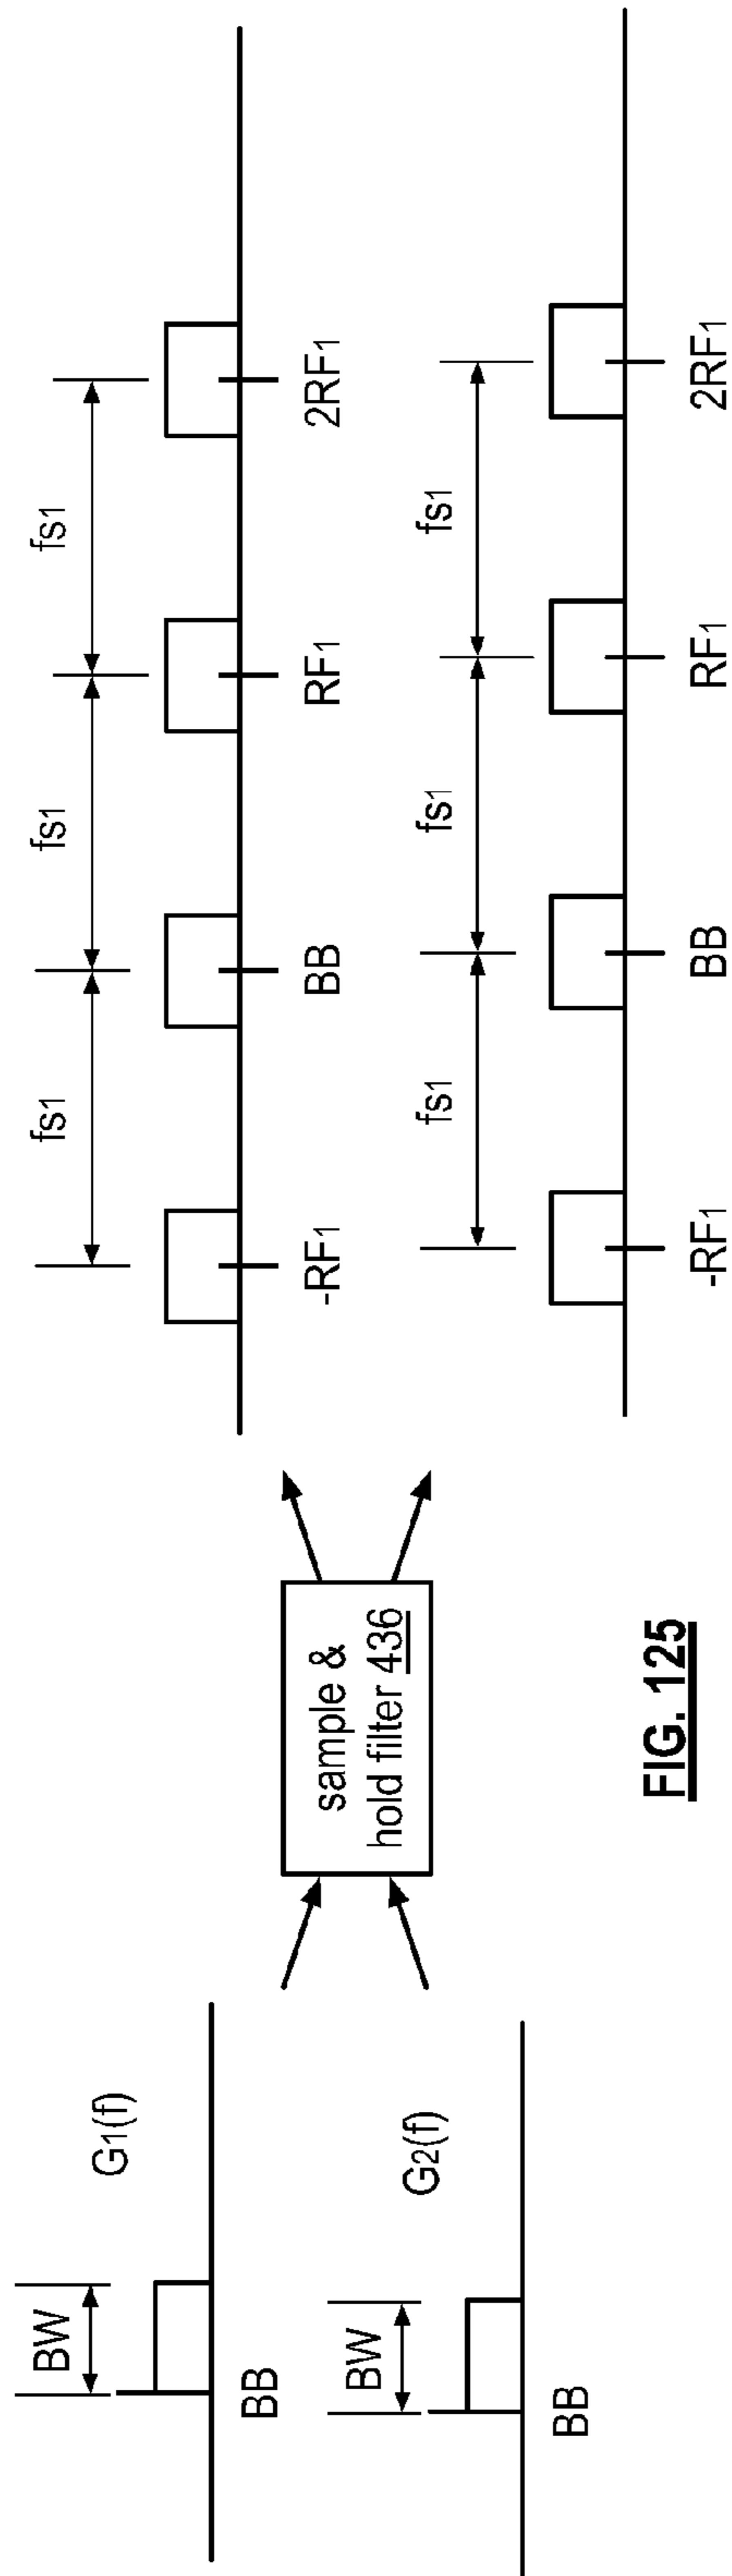 BW
G1(f)
BB
BW
G2(f)
BB
sample &
hold filter 436
fs1
fs1
fs1
-RF1
BB
RF1
2RF1
fs1
fs1
fs1
-RF1
BB
RF1
2RF1
FIG. 125